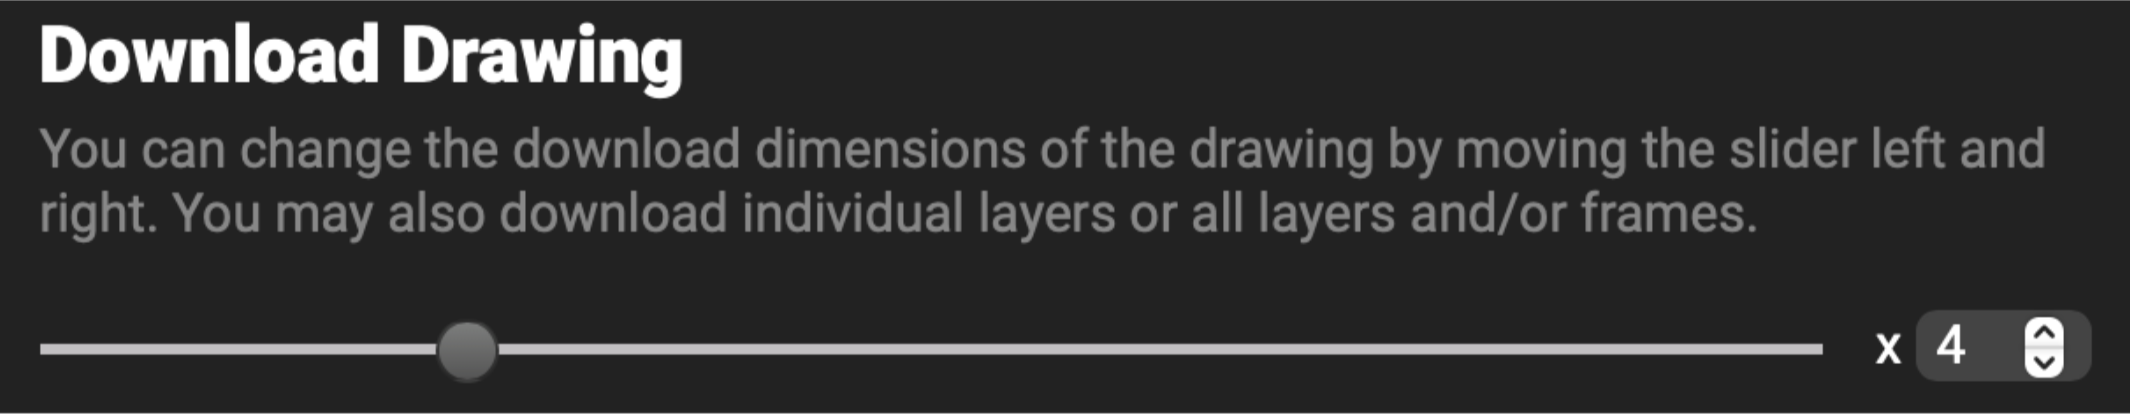 Download Drawing
You can change the download dimensions of the drawing by moving the slider left and
right. You may also download individual layers or all layers and/or frames.
x 4